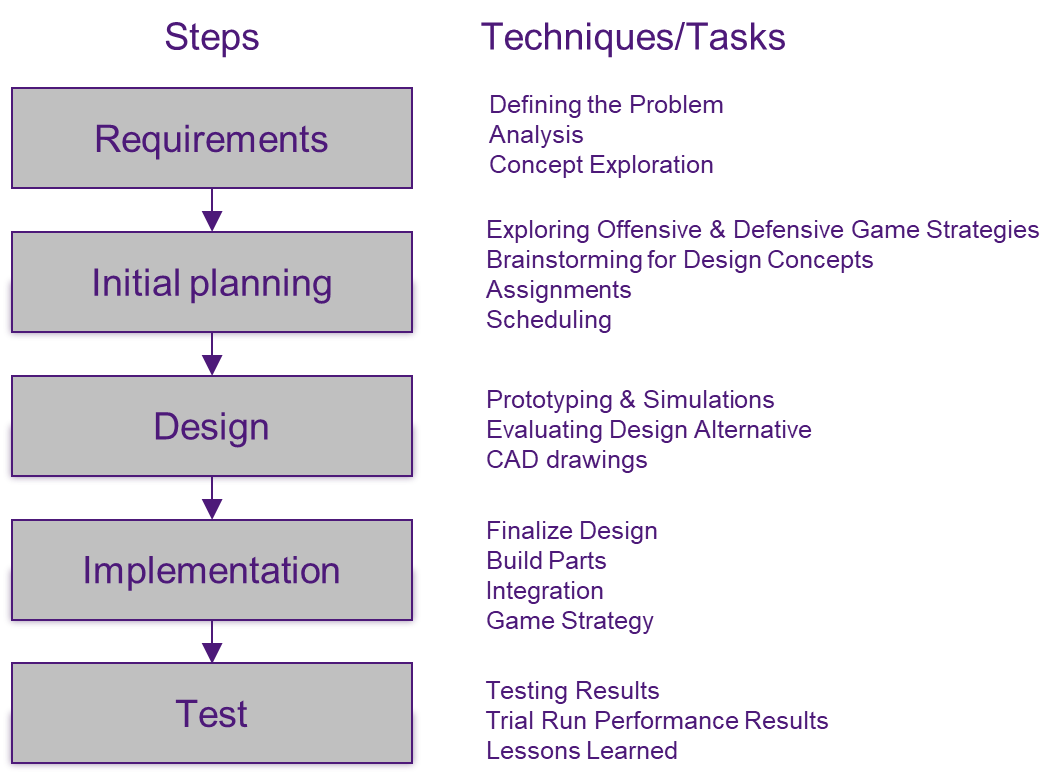 Steps
Techniques/Tasks
Requirements
Defining the Problem
Analysis
Concept Exploration
Initial planning
Exploring Offensive & Defensive Game Strategies
Brainstorming for Design Concepts
Assignments
Scheduling
Design
Prototyping & Simulations
Evaluating Design Alternative
CAD drawings
Implementation
Finalize Design
Build Parts
Integration
Game Strategy
Test
Testing Results
Trial Run Performance Results
Lessons Learned